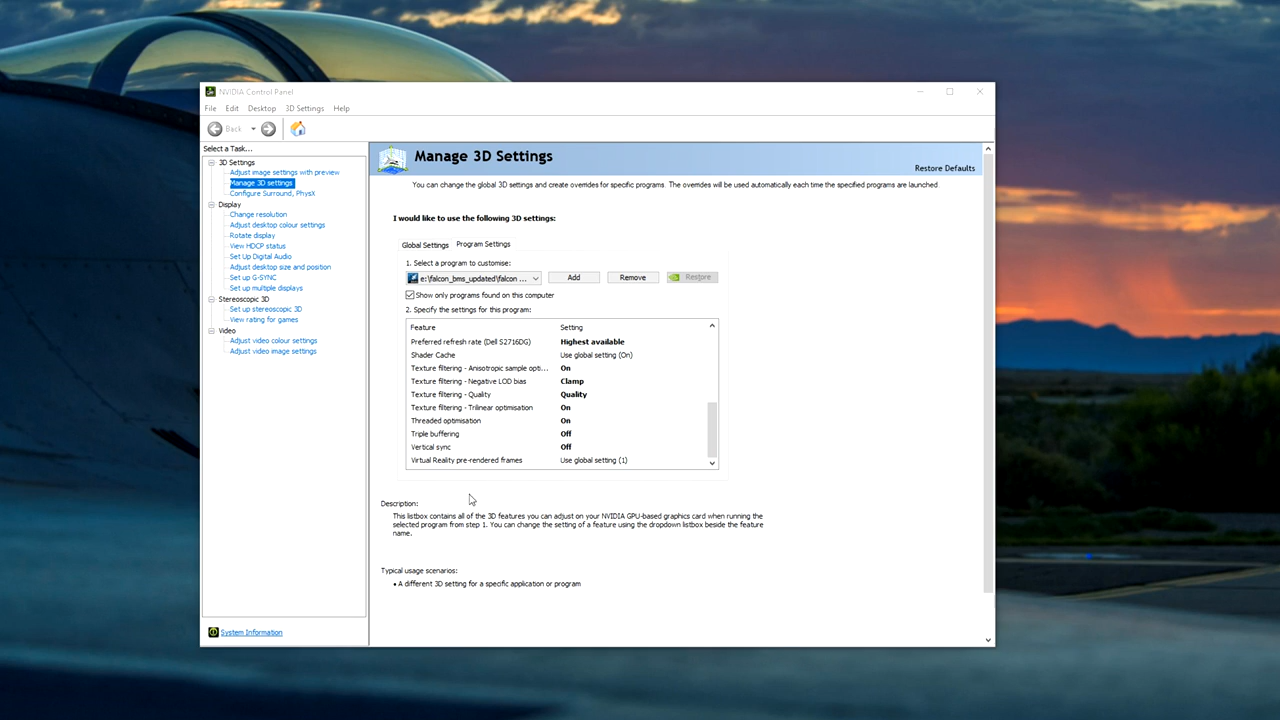 NVIDIA Control Panel
File Edit Desktop 3D Settings Help
Back
Select a Task...
3D Settings
Adjust image settings with preview
Manage 3D settings
Configure Surround, PhysX
Display
Change resolution
Adjust desktop colour settings
Rotate display
View HDCP status
Set Up Digital Audio
Adjust desktop size and position
Set up G-SYNC
Set up multiple displays
Stereoscopic 3D
Set up stereoscopic 3D
View rating for games
Video
Adjust video colour settings
Adjust video image settings
System Information
Manage 3D Settings
Restore Defaults
You can change the global 3D settings and create overrides for specific programs. The overrides will be used automatically each time the specified programs are launched
I would like to use the following 3D settings:
Global Settings Program Settings
1. Select a program to customise:
e:\falcon_bms_updated\falcon ... Add Remove Restore
Show only programs found on this computer
2. Specify the settings for this program:
Feature Setting
Preferred refresh rate (Dell S2716DG) Highest available
Shader Cache Use global setting (On)
Texture filtering - Anisotropic sample opti... On
Texture filtering - Negative LOD bias Clamp
Texture filtering - Quality Quality
Texture filtering - Trilinear optimisation On
Threaded optimisation On
Triple buffering Off
Vertical sync Off
Virtual Reality pre-rendered frames Use global setting (1)
Description:
This listbox contains all of the 3D features you can adjust on your NVIDIA GPU-based graphics card when running the
selected program from step 1. You can change the setting of a feature using the dropdown listbox beside the feature
name.
Typical usage scenarios:
• A different 3D setting for a specific application or program